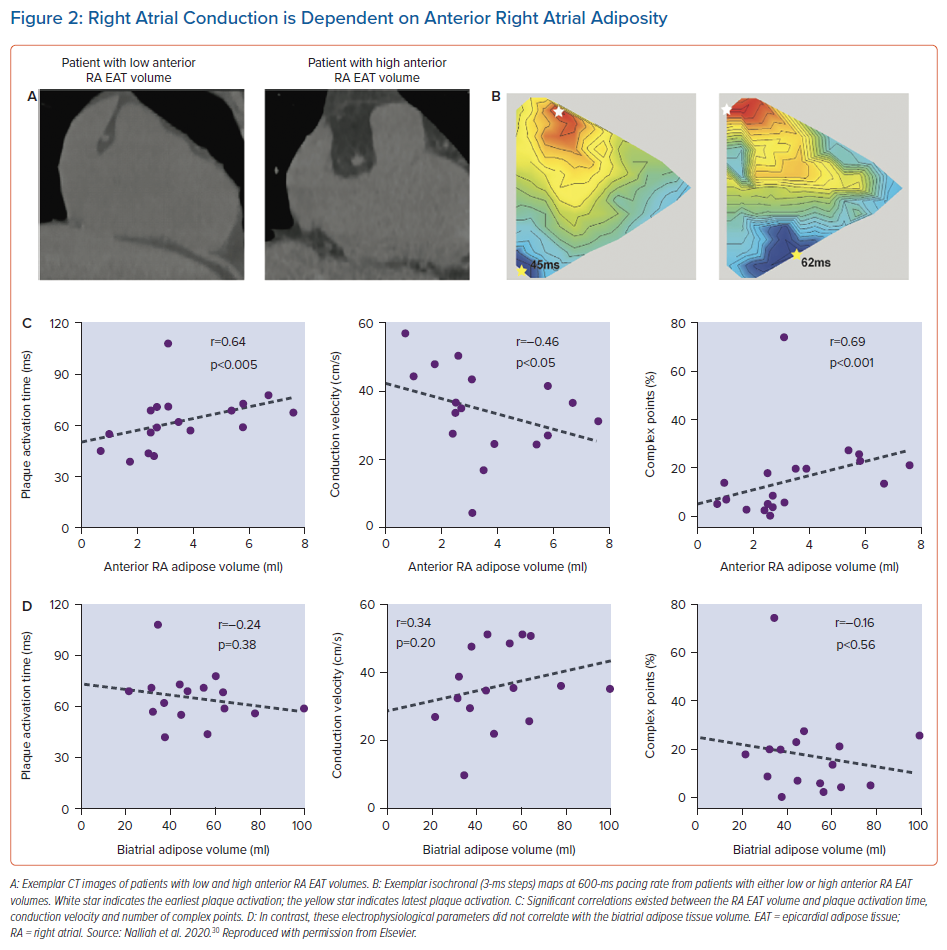 Figure 2: Right Atrial Conduction is Dependent on Anterior Right Atrial Adiposity
Patient with low anterior
RA EAT volume
Patient with high anterior
RA EAT volume
A
B
45ms
62ms
C
120
90
60
30
0
0
2
4
6
8
Plaque activation time (ms)
Anterior RA adipose volume (ml)
r=0.64
p<0.005
60
40
20
0
0
2
4
6
8
Conduction velocity (cm/s)
Anterior RA adipose volume (ml)
r=–0.46
p<0.05
80
60
40
20
0
0
2
4
6
8
Complex points (%)
Anterior RA adipose volume (ml)
r=0.69
p<0.001
D
120
90
60
30
0
0
20
40
60
80
100
Plaque activation time (ms)
Biatrial adipose volume (ml)
r=–0.24
p=0.38
60
40
20
0
0
20
40
60
80
100
Conduction velocity (cm/s)
Biatrial adipose volume (ml)
r=0.34
p=0.20
80
60
40
20
0
0
20
40
60
80
100
Complex points (%)
Biatrial adipose volume (ml)
r=–0.16
p<0.56
A: Exemplar CT images of patients with low and high anterior RA EAT volumes. B: Exemplar isochronal (3-ms steps) maps at 600-ms pacing rate from patients with either low or high anterior RA EAT
volumes. White star indicates the earliest plaque activation; the yellow star indicates latest plaque activation. C: Significant correlations existed between the RA EAT volume and plaque activation time,
conduction velocity and number of complex points. D: In contrast, these electrophysiological parameters did not correlate with the biatrial adipose tissue volume. EAT = epicardial adipose tissue;
RA = right atrial. Source: Nalliah et al. 2020.30 Reproduced with permission from Elsevier.